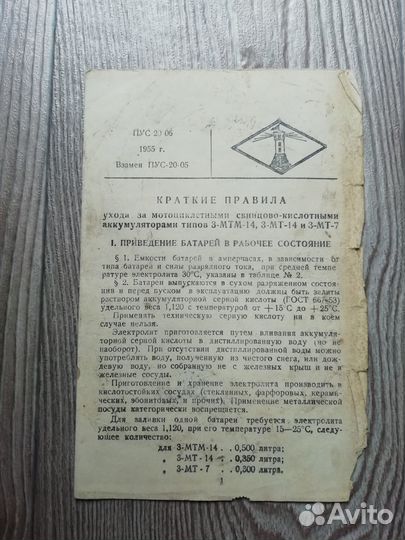 ПУС 20 06
1955 г.
Взамен ПУС-20-05
КРАТКИЕ ПРАВИЛА
ухода за мотоциклетными свинцово-кислотными
аккумуляторами типов 3-МТМ-14, 3-МТ-14 и 3-МТ-7
I. ПРИВЕДЕНИЕ БАТАРЕЙ В РАБОЧЕЕ СОСТОЯНИЕ
§ 1. Емкости батарей в амперчасах, в зависимости от
типа батарей и силы разрядного тока, при средней темпе
ратуре электролита 30°С, указаны в таблице № 2.
§ 2. Батареи выпускаются в сухом разряженном состоя-
нии и перед пуском в эксплуатацию должны быть залиты
раствором аккумуляторной серной кислоты (ГОСТ 667-53)
удельного веса 1,120 с температурой от +15°С до +25°С.
Применять техническую серную кислоту ни в коем
случае нельзя.
Электролит приготовляется путем вливания аккумулятор-
ной серной кислоты в дистиллированную воду (но не
наоборот). При отсутствии дистиллированной воды можно
употреблять воду, полученную из чистого снега, или дож-
девую воду, но собранную не с железных крыш и не в
железные сосуды.
Приготовление и хранение электролита производить в
кислотостойких сосудах (стеклянных, фарфоровых, керами-
ческих, эбонитовых, и прочих). Применение металлической
посуды категорически воспрещается.
Для заливки одной батареи требуется электролита
удельного веса 1,120, при его температуре 15—25°С, следу-
ющее количество:
для 3-МТМ-14 . . 0,500 литра;
„ 3-МТ - 14 . . 0,350 литра;
„ 3-МТ - 7 . . 0,300 литра.
1
Avito